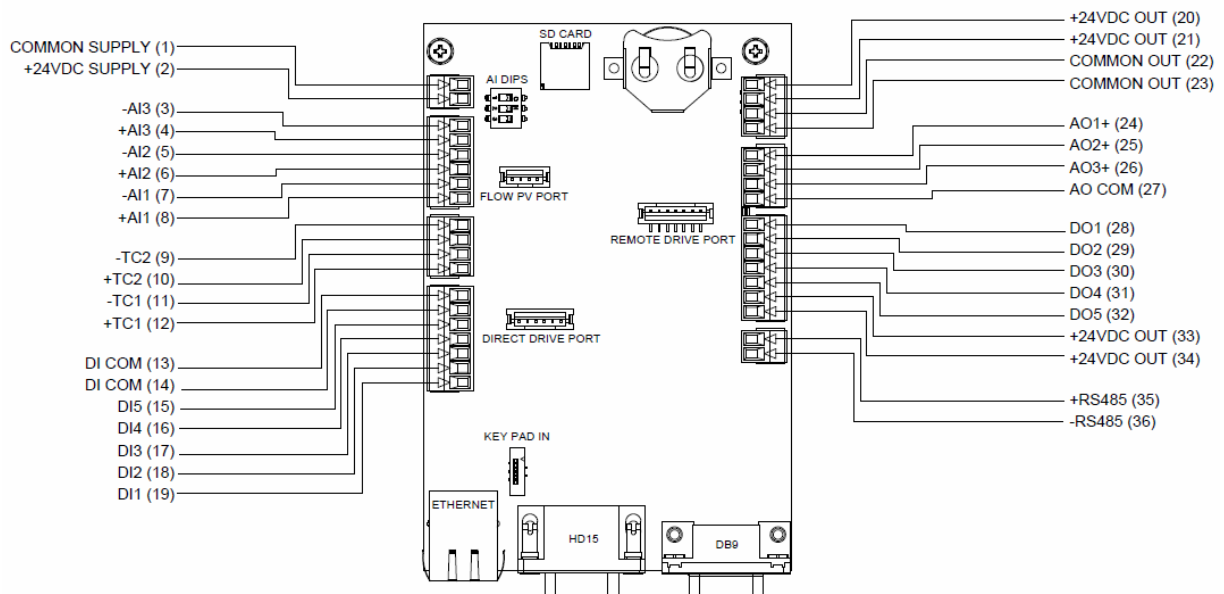 COMMON SUPPLY (1)
+24VDC SUPPLY (2)
-AI3 (3)
+AI3 (4)
-AI2 (5)
+AI2 (6)
-AI1 (7)
+AI1 (8)
-TC2 (9)
+TC2 (10)
-TC1 (11)
+TC1 (12)
DI COM (13)
DI COM (14)
DI5 (15)
DI4 (16)
DI3 (17)
DI2 (18)
DI1 (19)
SD CARD
AI DIPS
FLOW PV PORT
REMOTE DRIVE PORT
DIRECT DRIVE PORT
KEY PAD IN
ETHERNET
HD15
DB9
+24VDC OUT (20)
+24VDC OUT (21)
COMMON OUT (22)
COMMON OUT (23)
AO1+ (24)
AO2+ (25)
AO3+ (26)
AO COM (27)
DO1 (28)
DO2 (29)
DO3 (30)
DO4 (31)
DO5 (32)
+24VDC OUT (33)
+24VDC OUT (34)
+RS485 (35)
-RS485 (36)